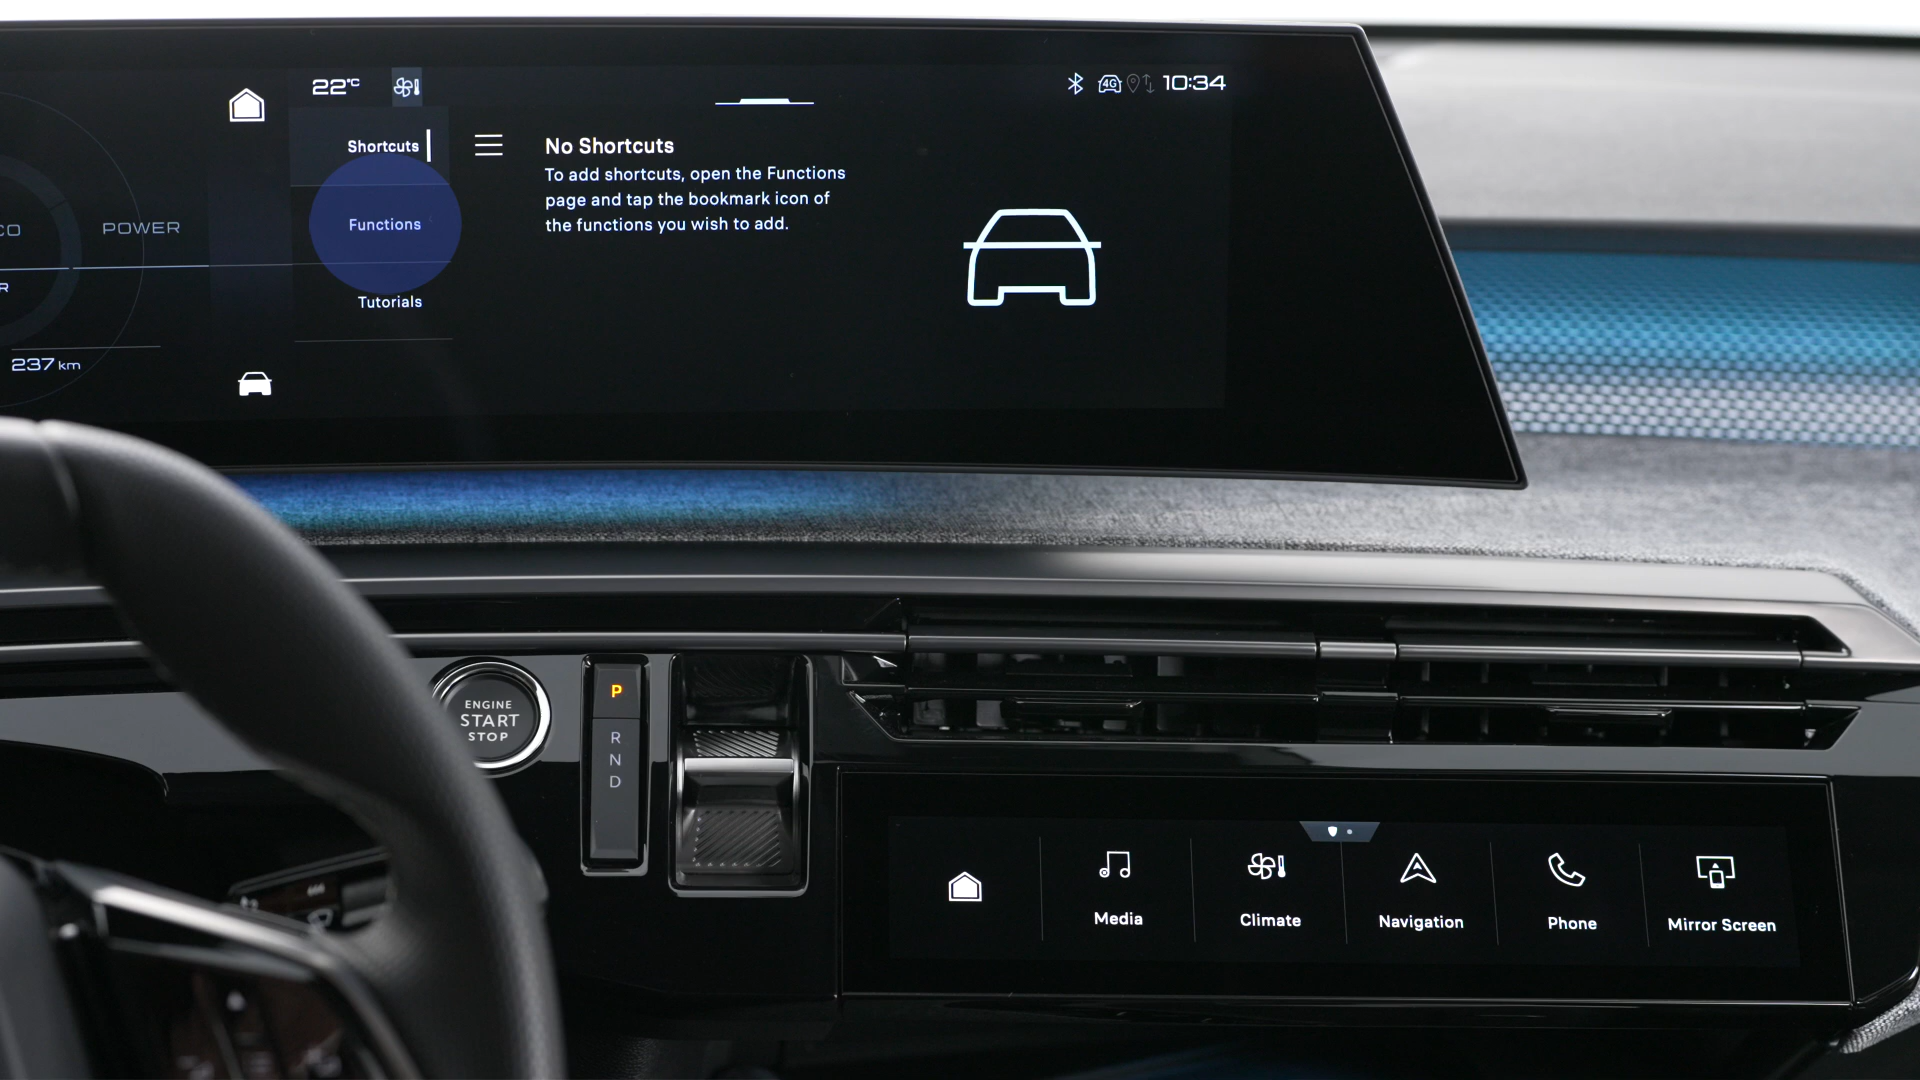 22°C
4G
10:34
Shortcuts
Functions
Tutorials
No Shortcuts
To add shortcuts, open the Functions
page and tap the bookmark icon of
the functions you wish to add.
POWER
237 km
ENGINE
START
STOP
P
R
N
D
Media
Climate
Navigation
Phone
Mirror Screen